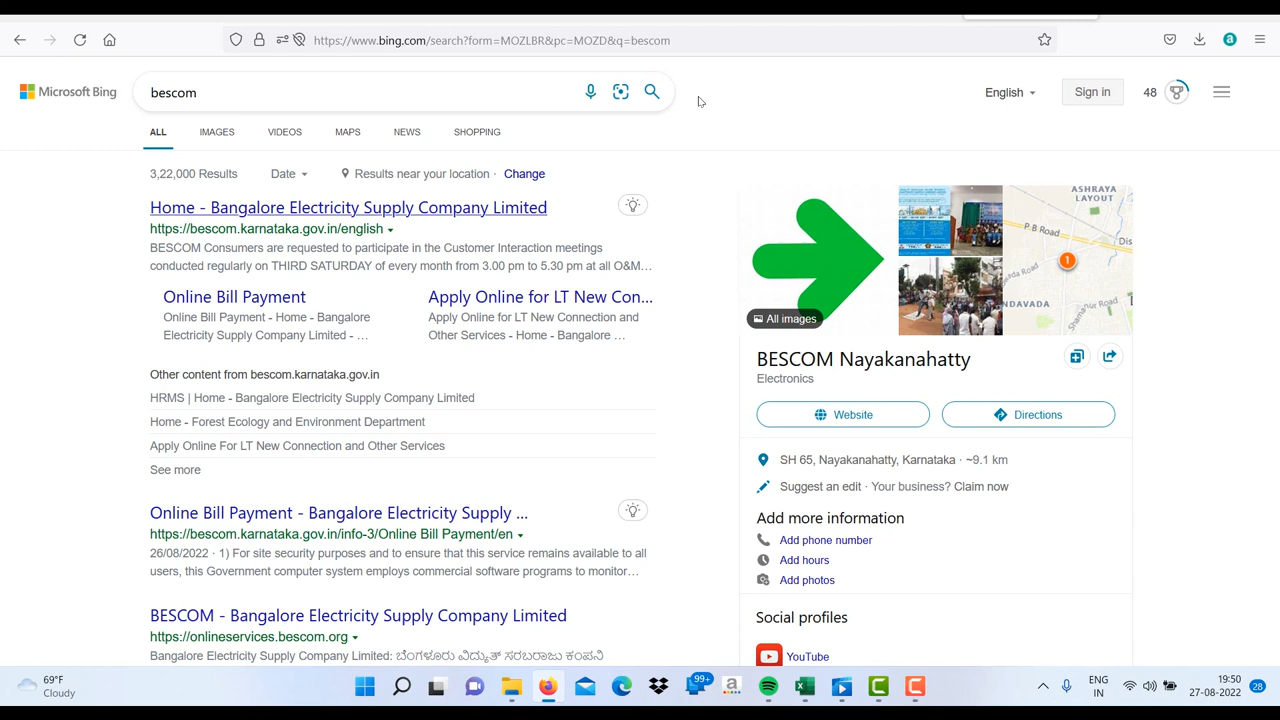 https://www.bing.com/search?form=MOZLBR&pc=MOZD&q=bescom
Microsoft Bing
bescom
English
Sign in
48
ALL
IMAGES
VIDEOS
MAPS
NEWS
SHOPPING
3,22,000 Results
Date
Results near your location · Change
Home - Bangalore Electricity Supply Company Limited
https://bescom.karnataka.gov.in/english
BESCOM Consumers are requested to participate in the Customer Interaction meetings
conducted regularly on THIRD SATURDAY of every month from 3.00 pm to 5.30 pm at all O&M…
Online Bill Payment
Online Bill Payment - Home - Bangalore
Electricity Supply Company Limited - …
Apply Online for LT New Con...
Apply Online for LT New Connection and
Other Services - Home - Bangalore …
Other content from bescom.karnataka.gov.in
HRMS | Home - Bangalore Electricity Supply Company Limited
Home - Forest Ecology and Environment Department
Apply Online For LT New Connection and Other Services
See more
Online Bill Payment - Bangalore Electricity Supply ...
https://bescom.karnataka.gov.in/info-3/Online Bill Payment/en
26/08/2022 · 1) For site security purposes and to ensure that this service remains available to all
users, this Government computer system employs commercial software programs to monitor…
BESCOM - Bangalore Electricity Supply Company Limited
https://onlineservices.bescom.org
Bangalore Electricity Supply Company Limited: ಬೆಂಗಳೂರು ವಿದ್ಯುತ್ ಸರಬರಾಜು ಕಂಪನಿ
All images
ASHRAYA
LAYOUT
P B Road
Dis
1
NDAVADA
Shamanur Road
BESCOM Nayakanahatty
Electronics
Website
Directions
SH 65, Nayakanahatty, Karnataka · ~9.1 km
Suggest an edit · Your business? Claim now
Add more information
Add phone number
Add hours
Add photos
Social profiles
YouTube
69°F
Cloudy
99+
ENG
IN
19:50
27-08-2022
28